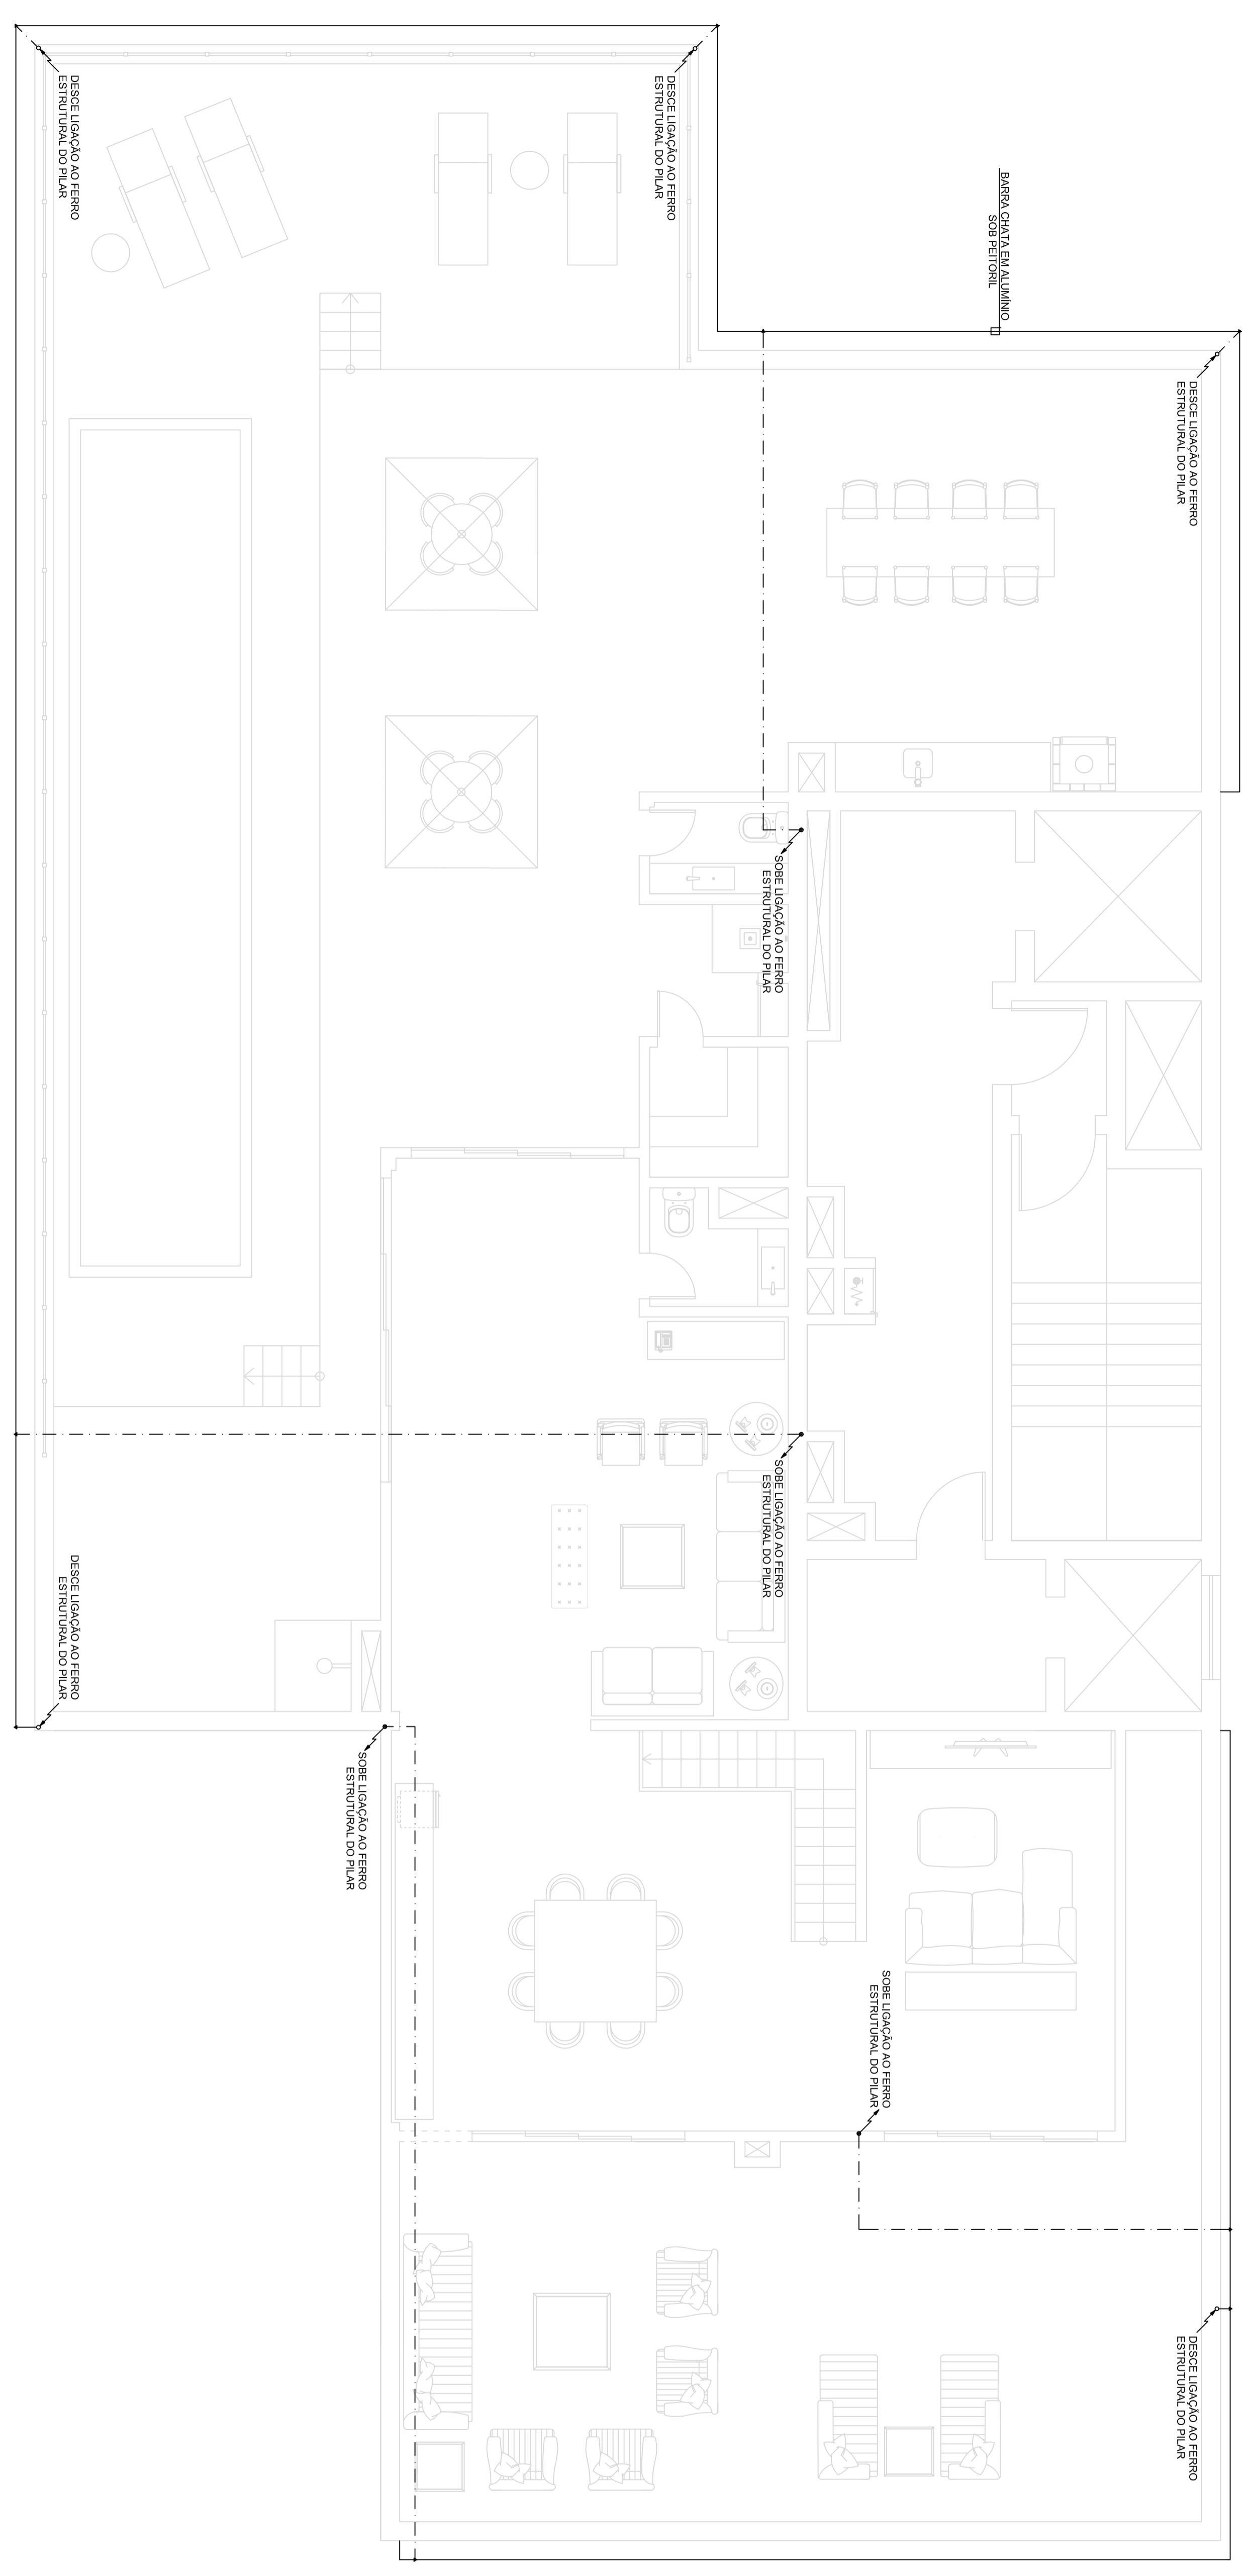 DESCE LIGAÇÃO AO FERRO
ESTRUTURAL DO PILAR
DESCE LIGAÇÃO AO FERRO
ESTRUTURAL DO PILAR
BARRA CHATA EM ALUMÍNIO
SOB PEITORIL
DESCE LIGAÇÃO AO FERRO
ESTRUTURAL DO PILAR
SOBE LIGAÇÃO AO FERRO
ESTRUTURAL DO PILAR
SOBE LIGAÇÃO AO FERRO
ESTRUTURAL DO PILAR
DESCE LIGAÇÃO AO FERRO
ESTRUTURAL DO PILAR
SOBE LIGAÇÃO AO FERRO
ESTRUTURAL DO PILAR
SOBE LIGAÇÃO AO FERRO
ESTRUTURAL DO PILAR
DESCE LIGAÇÃO AO FERRO
ESTRUTURAL DO PILAR